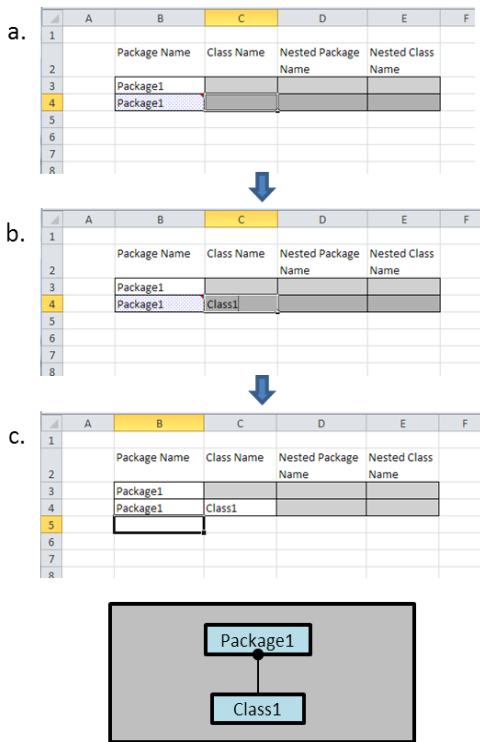 a.
A B C D E F
1
Package Name Class Name Nested Package Nested Class
2 Name Name
3 Package1
4 Package1
5
6
7
8
b.
A B C D E F
1
Package Name Class Name Nested Package Nested Class
2 Name Name
3 Package1
4 Package1 Class1
5
6
7
8
c.
A B C D E F
1
Package Name Class Name Nested Package Nested Class
2 Name Name
3 Package1
4 Package1 Class1
5
6
7
8
Package1
Class1